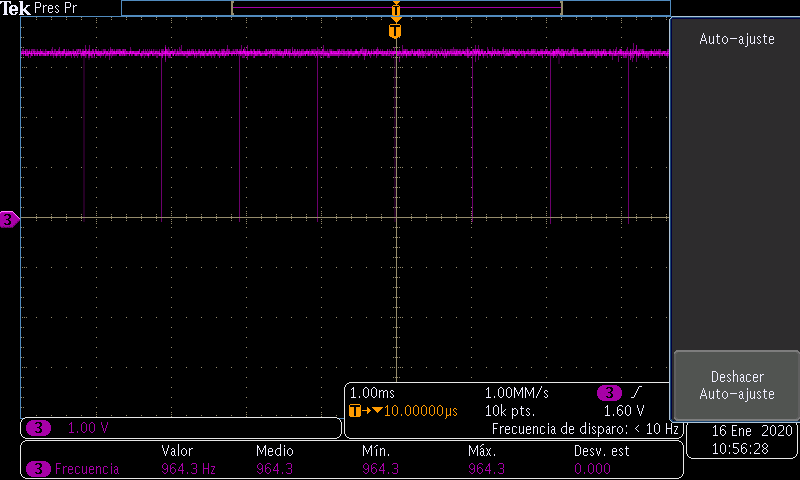 Tek Pres Pr
T
T
Auto-ajuste
3
Deshacer
Auto-ajuste
1.00ms 1.00MM/s 3
T 10.00000µs 10k pts. 1.60 V
Frecuencia de disparo: < 10 Hz
3 1.00 V
16 Ene 2020
10:56:28
Valor Medio Mín. Máx. Desv. est
3 Frecuencia 964.3 Hz 964.3 964.3 964.3 0.000